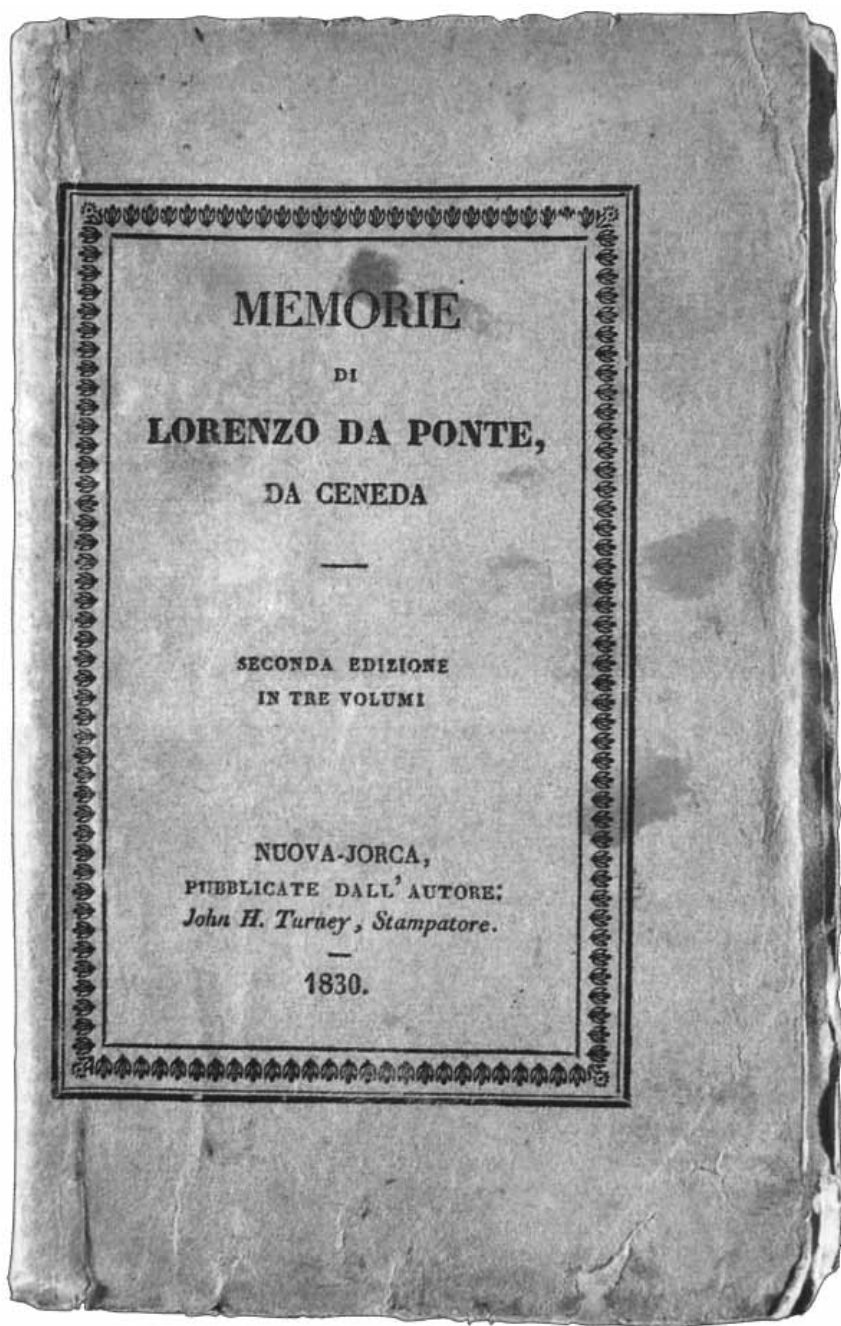 MEMORIE
DI
LORENZO DA PONTE,
DA CENEDA
SECONDA EDIZIONE
IN TRE VOLUMI
NUOVA-JORCA,
PUBBLICATE DALL' AUTORE:
John H. Turney, Stampatore.
1830.